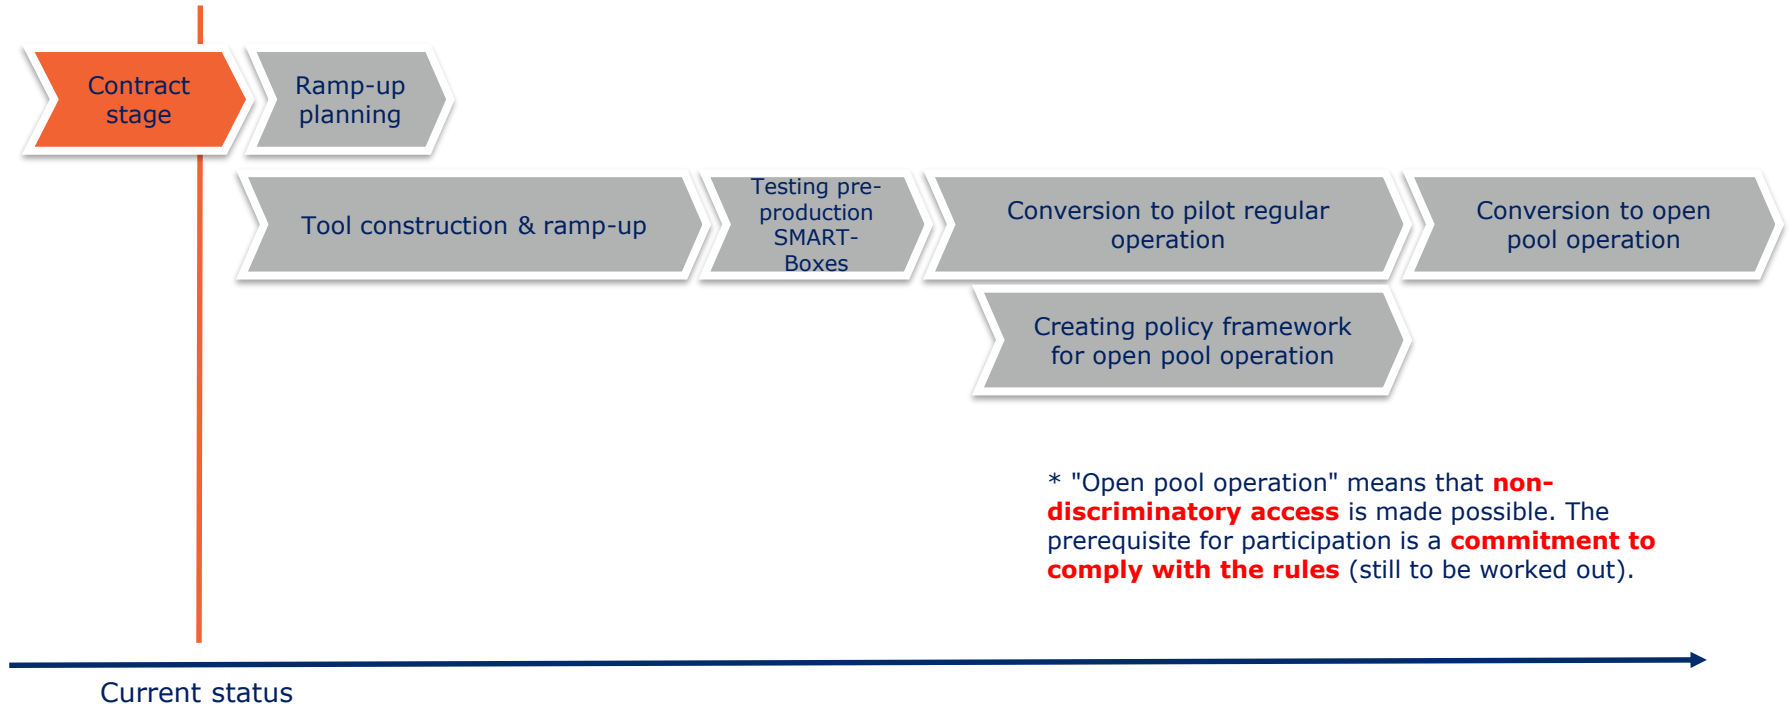 Contract
stage
Ramp-up
planning
Tool construction & ramp-up
Testing pre-
production
SMART-
Boxes
Conversion to pilot regular
operation
Conversion to open
pool operation
Creating policy framework
for open pool operation
* "Open pool operation" means that non-
discriminatory access is made possible. The
prerequisite for participation is a commitment to
comply with the rules (still to be worked out).
Current status